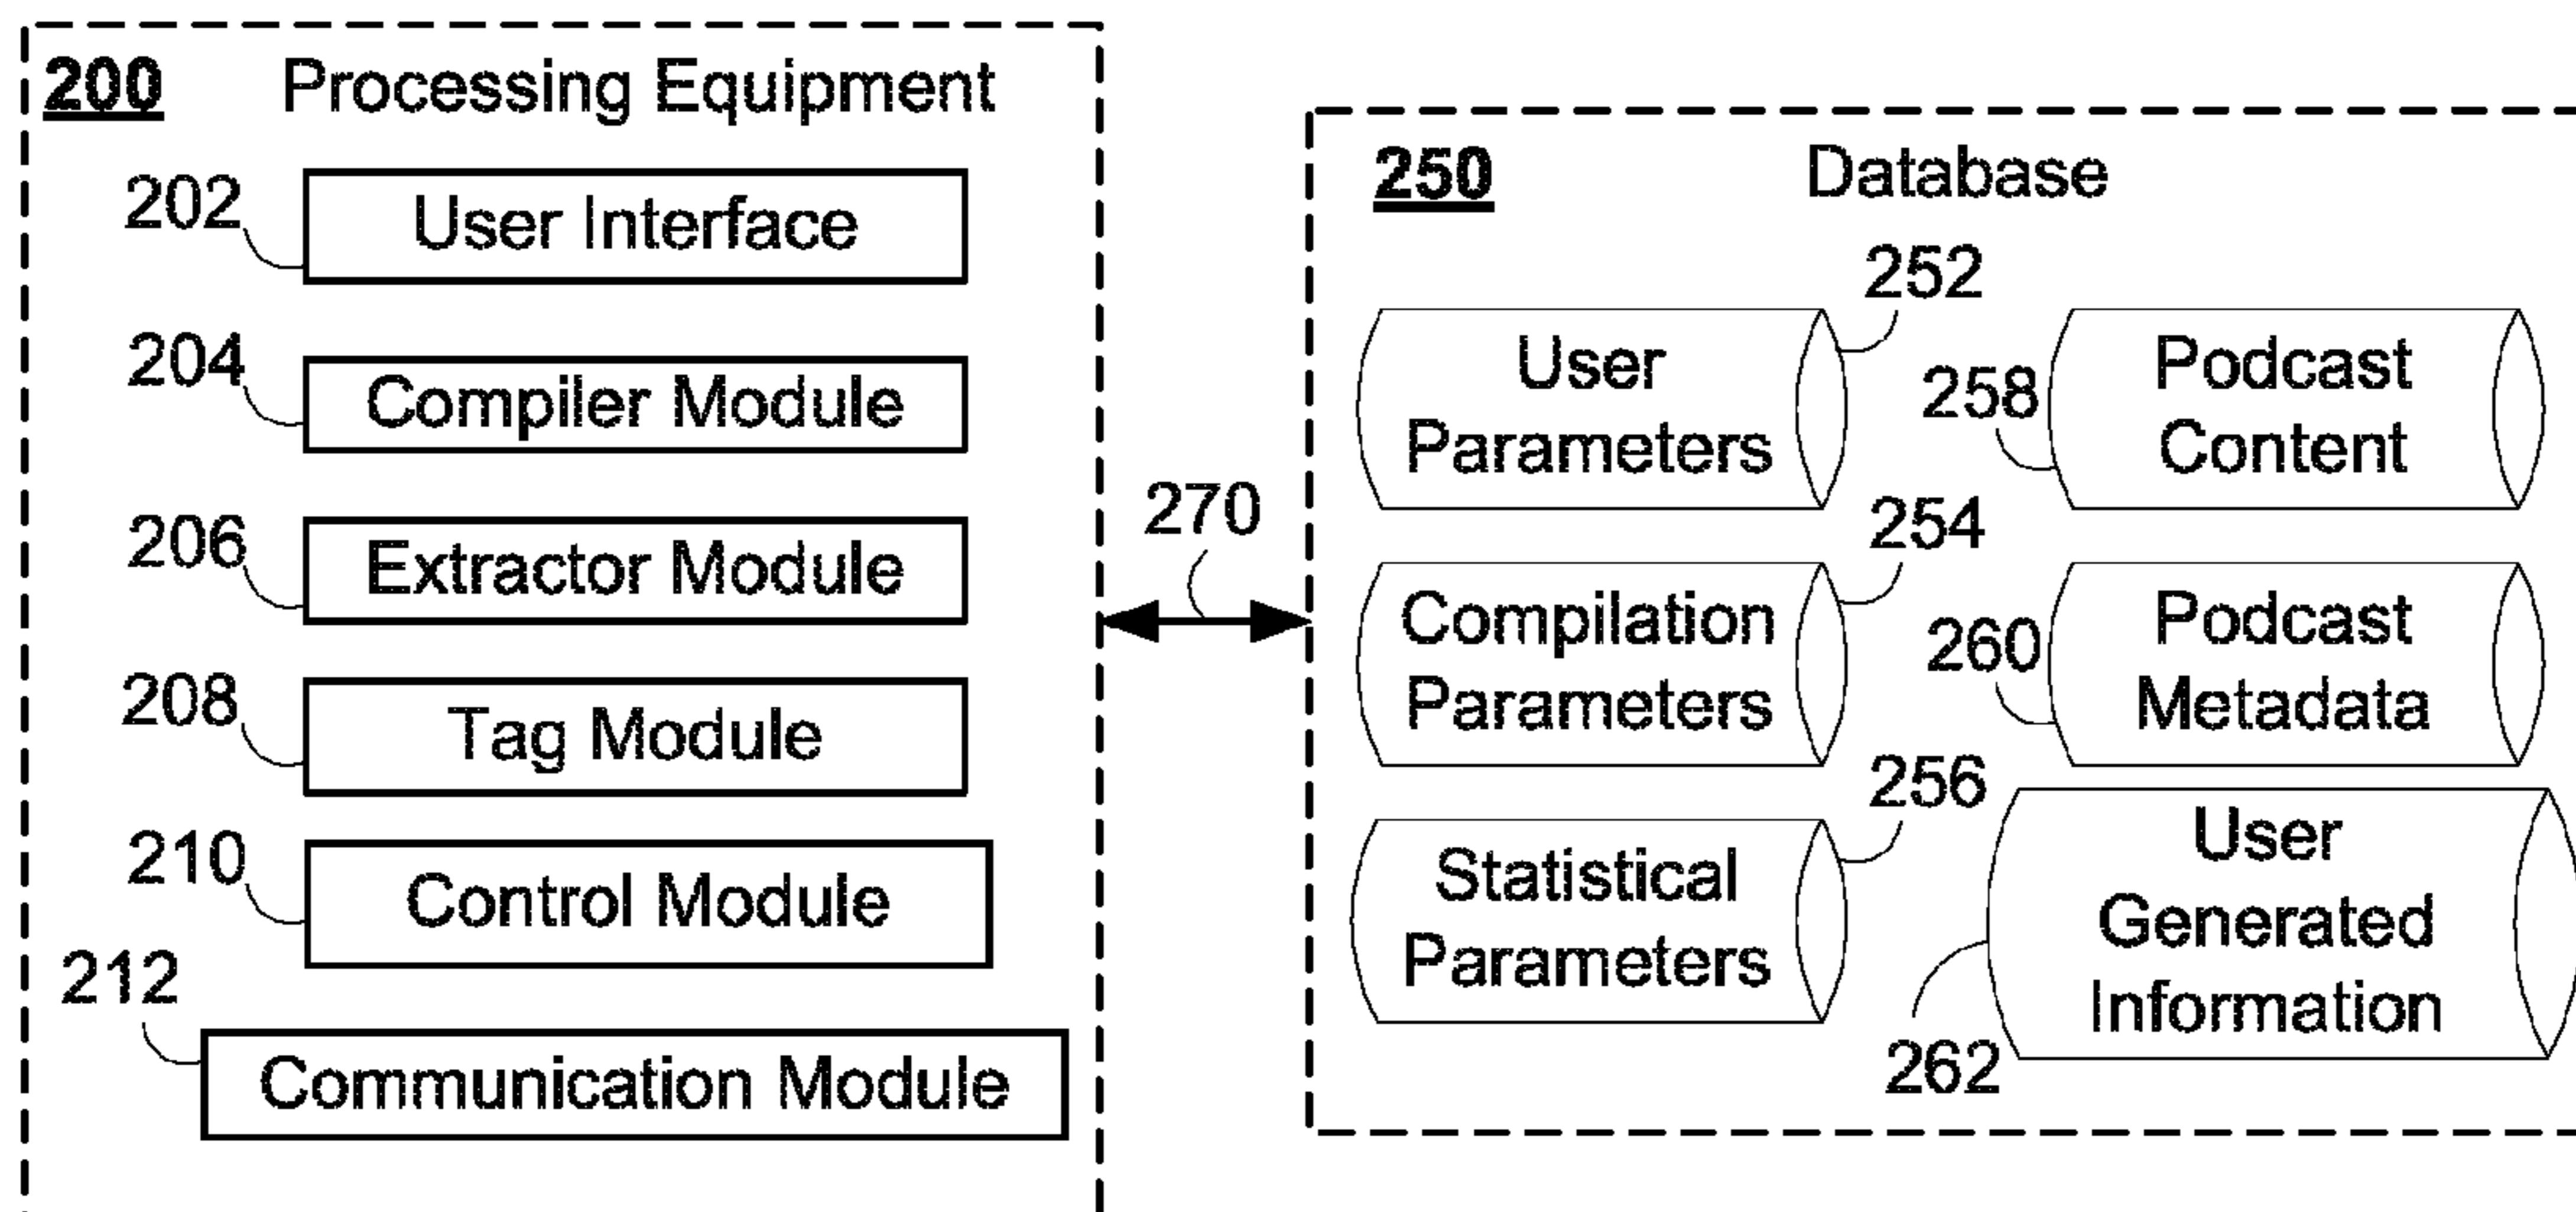 200 Processing Equipment
202
User Interface
204
Compiler Module
206
Extractor Module
208
Tag Module
210
Control Module
212
Communication Module
270
250 Database
252
User
Parameters
258
Podcast
Content
254
Compilation
Parameters
260
Podcast
Metadata
256
Statistical
Parameters
User
Generated
Information
262